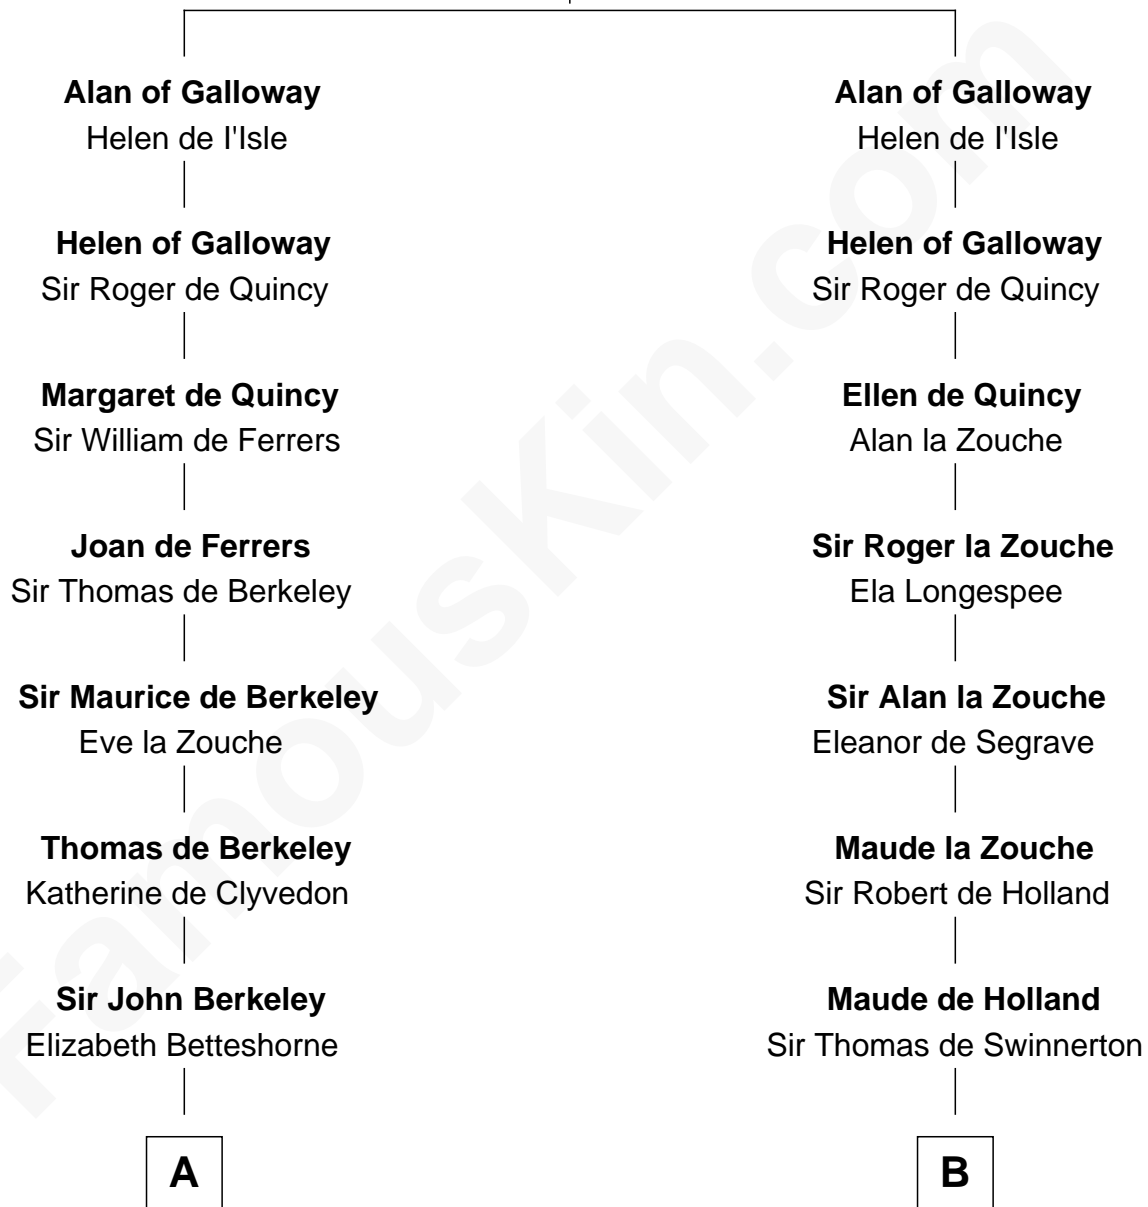 Alan of Galloway
Helen de I'Isle
Helen of Galloway
Sir Roger de Quincy
Margaret de Quincy
Sir William de Ferrers
Joan de Ferrers
Sir Thomas de Berkeley
Sir Maurice de Berkeley
Eve la Zouche
Thomas de Berkeley
Katherine de Clyvedon
Sir John Berkeley
Elizabeth Betteshorne
A
Alan of Galloway
Helen de I'Isle
Helen of Galloway
Sir Roger de Quincy
Ellen de Quincy
Alan la Zouche
Sir Roger la Zouche
Ela Longespee
Sir Alan la Zouche
Eleanor de Segrave
Maude la Zouche
Sir Robert de Holland
Maude de Holland
Sir Thomas de Swinnerton
B
FamousKin.com